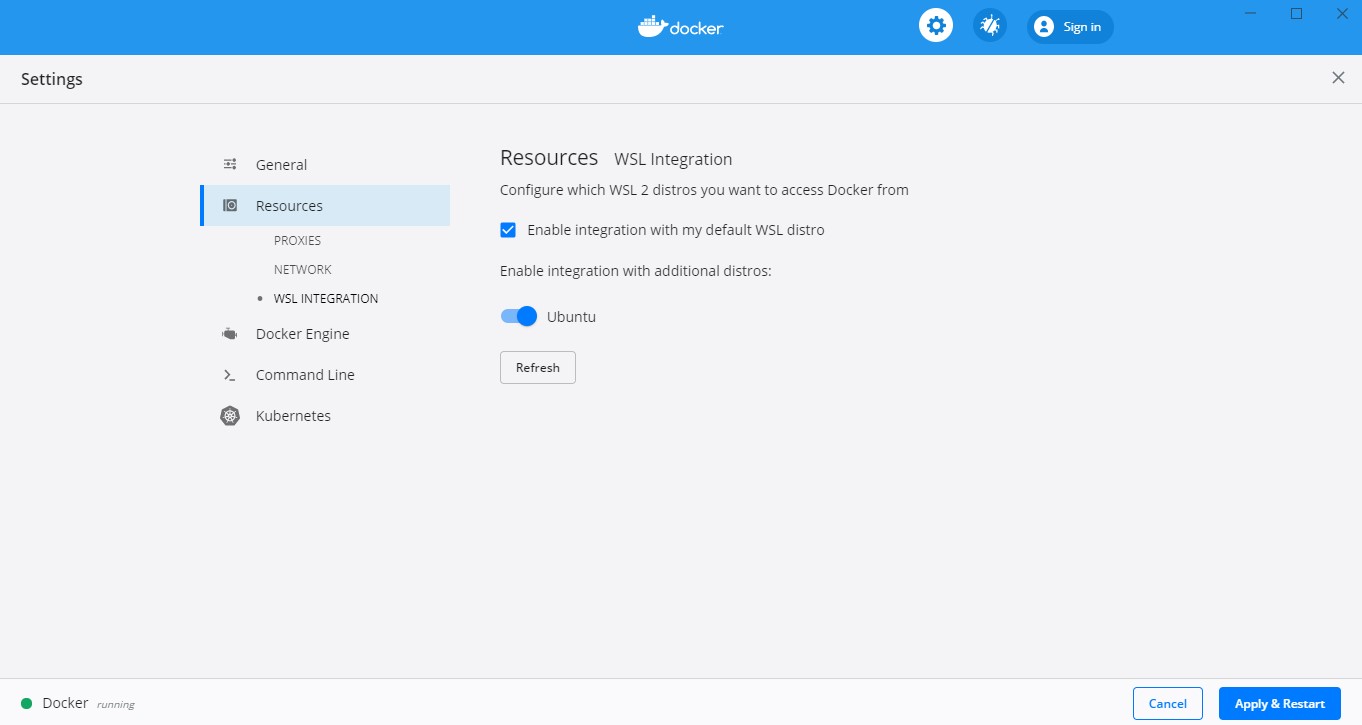 docker
Sign in
Settings
General
Resources
PROXIES
NETWORK
WSL INTEGRATION
Docker Engine
Command Line
Kubernetes
Resources WSL Integration
Configure which WSL 2 distros you want to access Docker from
Enable integration with my default WSL distro
Enable integration with additional distros:
Ubuntu
Refresh
Docker running
Cancel
Apply & Restart